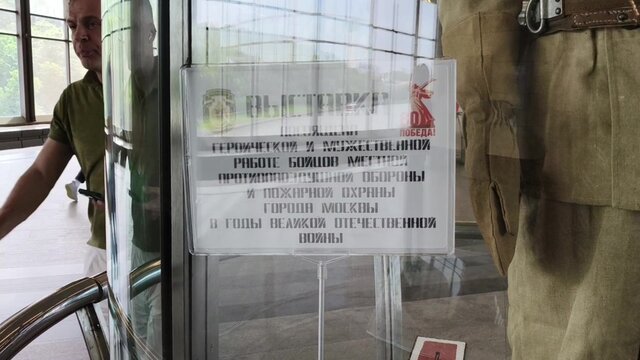 ВЫСТАВКА
ПОСВЯЩЕНА
ГЕРОИЧЕСКОЙ И МУЖЕСТВЕННОЙ
РАБОТЕ БОЙЦОВ МЕСТНОЙ
ПРОТИВОВОЗДУШНОЙ ОБОРОНЫ
И ПОЖАРНОЙ ОХРАНЫ
ГОРОДА МОСКВЫ
В ГОДЫ ВЕЛИКОЙ ОТЕЧЕСТВЕННОЙ
ВОЙНЫ
ПОБЕДА!